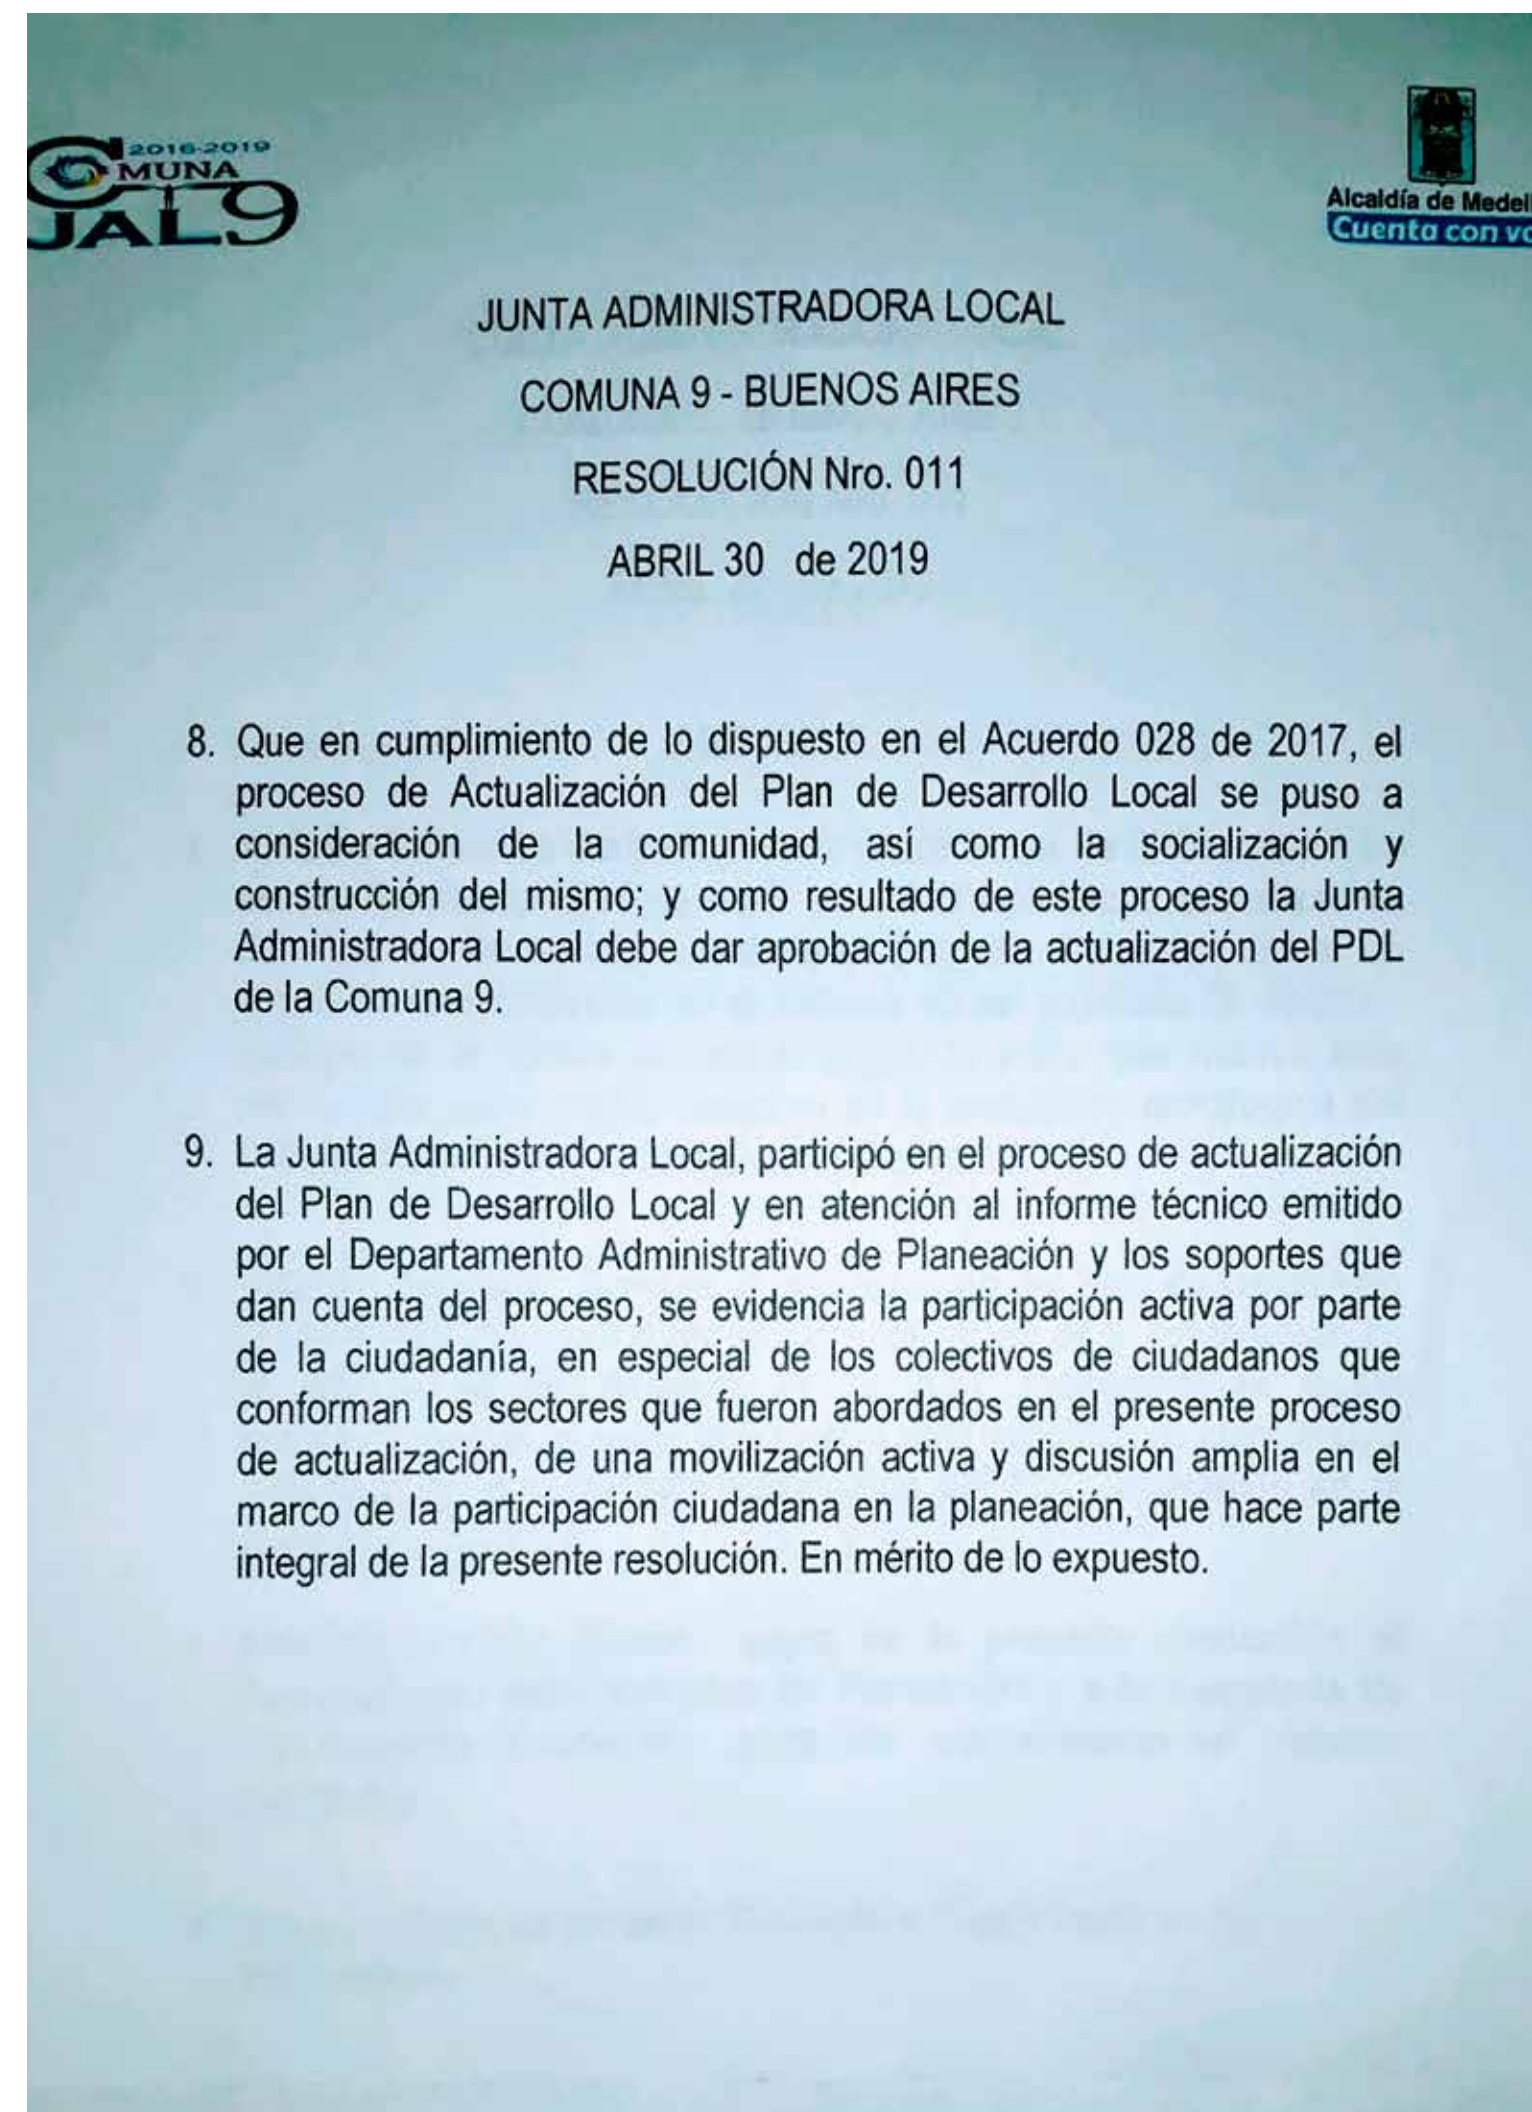 2016-2019
COMUNA
JAL 9
Alcaldía de Medell
Cuenta con vo
JUNTA ADMINISTRADORA LOCAL
COMUNA 9 - BUENOS AIRES
RESOLUCIÓN Nro. 011
ABRIL 30 de 2019
8. Que en cumplimiento de lo dispuesto en el Acuerdo 028 de 2017, el
proceso de Actualización del Plan de Desarrollo Local se puso a
consideración de la comunidad, así como la socialización y
construcción del mismo; y como resultado de este proceso la Junta
Administradora Local debe dar aprobación de la actualización del PDL
de la Comuna 9.
9. La Junta Administradora Local, participó en el proceso de actualización
del Plan de Desarrollo Local y en atención al informe técnico emitido
por el Departamento Administrativo de Planeación y los soportes que
dan cuenta del proceso, se evidencia la participación activa por parte
de la ciudadanía, en especial de los colectivos de ciudadanos que
conforman los sectores que fueron abordados en el presente proceso
de actualización, de una movilización activa y discusión amplia en el
marco de la participación ciudadana en la planeación, que hace parte
integral de la presente resolución. En mérito de lo expuesto.